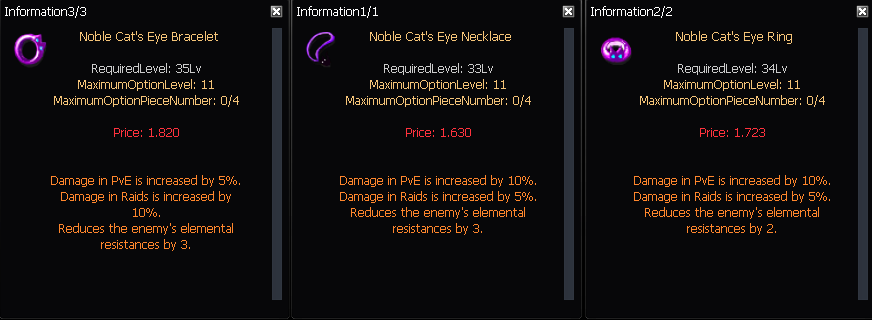 Information3/3
Noble Cat's Eye Bracelet
RequiredLevel: 35Lv
MaximumOptionLevel: 11
MaximumOptionPieceNumber: 0/4
Price: 1.820
Damage in PvE is increased by 5%.
Damage in Raids is increased by
10%.
Reduces the enemy's elemental
resistances by 3.
Information1/1
Noble Cat's Eye Necklace
RequiredLevel: 33Lv
MaximumOptionLevel: 11
MaximumOptionPieceNumber: 0/4
Price: 1.630
Damage in PvE is increased by 10%.
Damage in Raids is increased by 5%.
Reduces the enemy's elemental
resistances by 3.
Information2/2
Noble Cat's Eye Ring
RequiredLevel: 34Lv
MaximumOptionLevel: 11
MaximumOptionPieceNumber: 0/4
Price: 1.723
Damage in PvE is increased by 10%.
Damage in Raids is increased by 5%.
Reduces the enemy's elemental
resistances by 2.